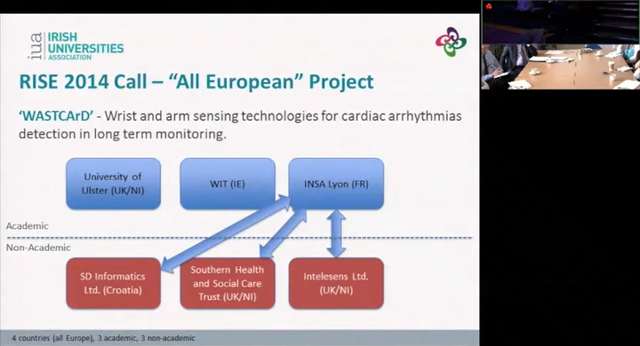 iua
IRISH
UNIVERSITIES
ASSOCIATION
RISE 2014 Call – “All European” Project
‘WASTCArD’ - Wrist and arm sensing technologies for cardiac arrhythmias
detection in long term monitoring.
University of
Ulster (UK/NI)
WIT (IE)
INSA Lyon (FR)
Academic
Non-Academic
SD Informatics
Ltd. (Croatia)
Southern Health
and Social Care
Trust (UK/NI)
Intelesens Ltd.
(UK/NI)
4 countries (all Europe), 3 academic, 3 non-academic